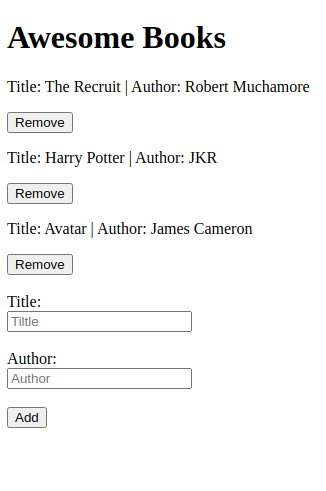 Awesome Books
Title: The Recruit | Author: Robert Muchamore
Remove
Title: Harry Potter | Author: JKR
Remove
Title: Avatar | Author: James Cameron
Remove
Title:
Tiltle
Author:
Author
Add